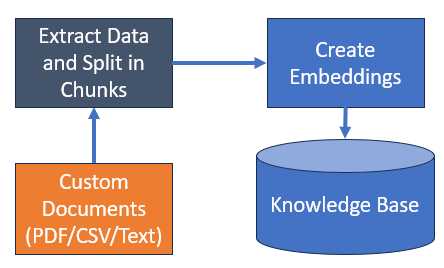 Extract Data
and Split in
Chunks
Create
Embeddings
Custom
Documents
(PDF/CSV/Text)
Knowledge Base